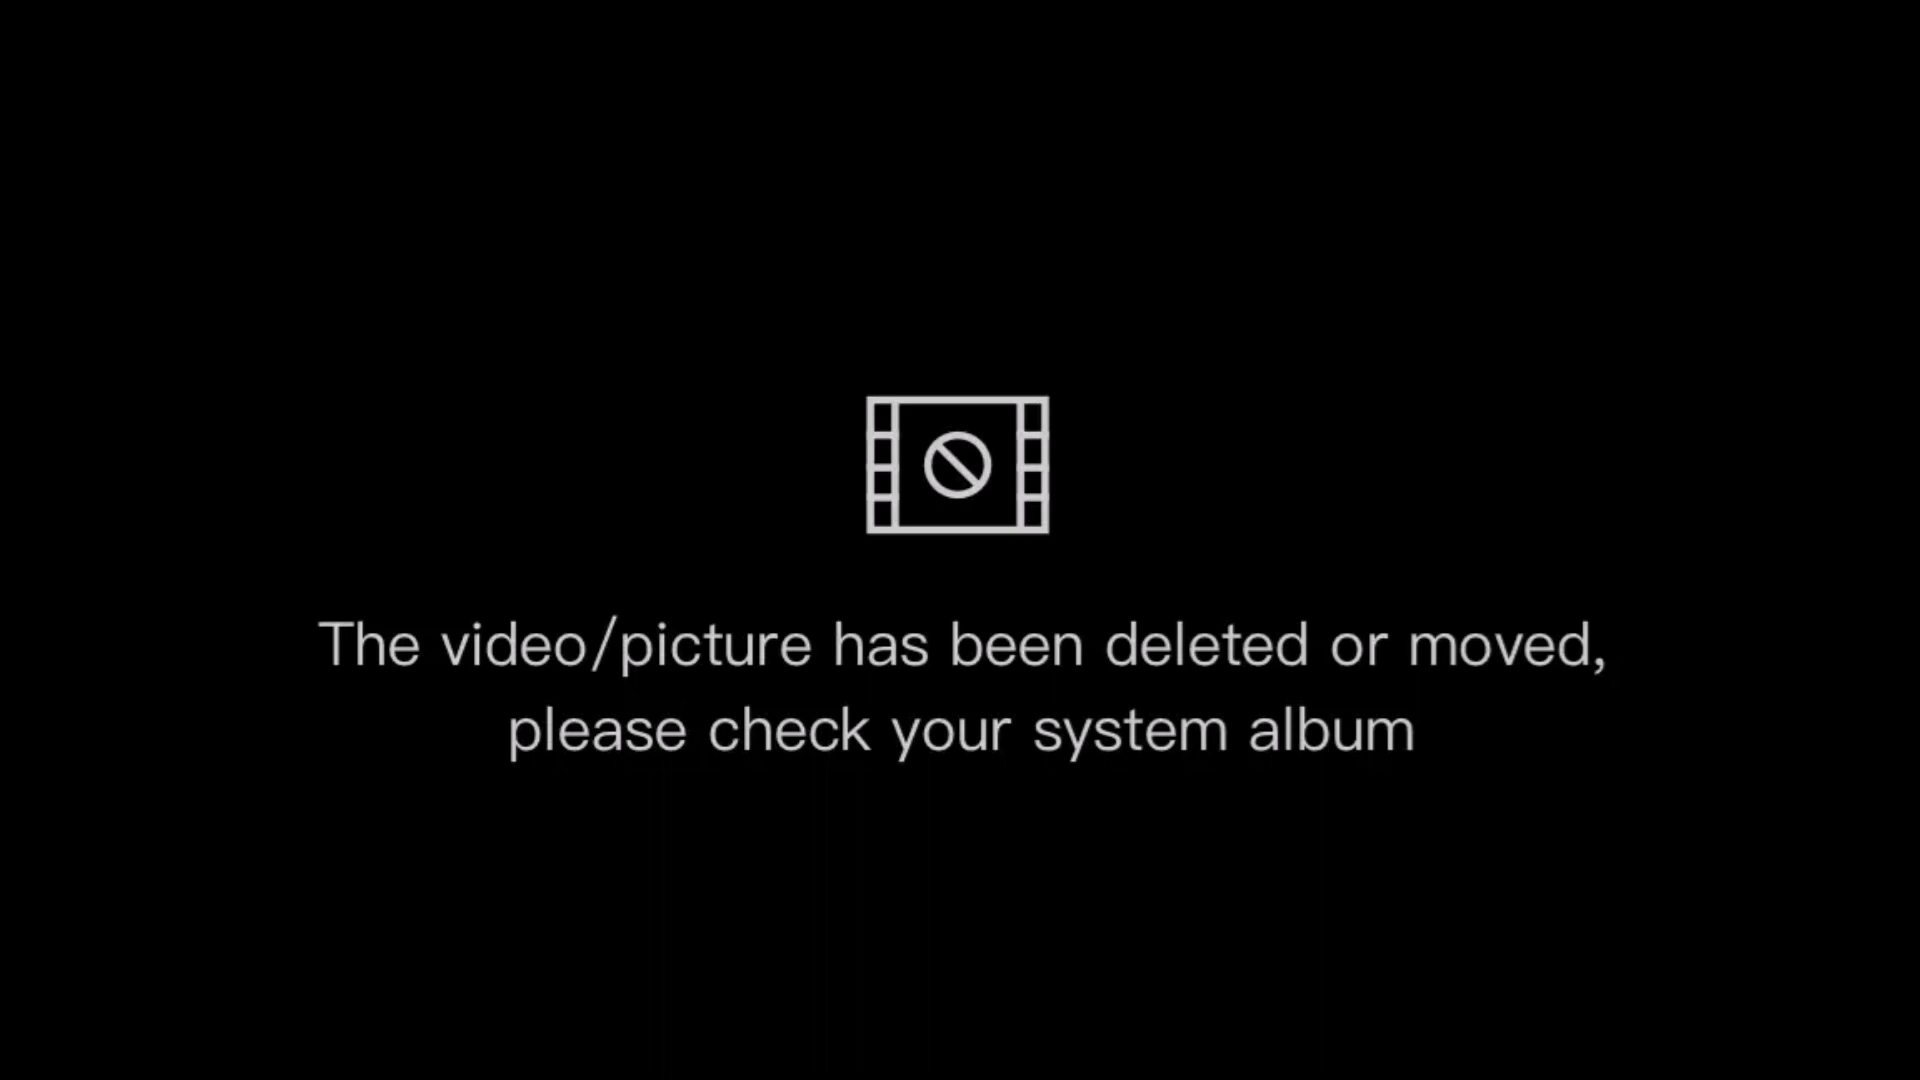 The video/picture has been deleted or moved,
please check your system album